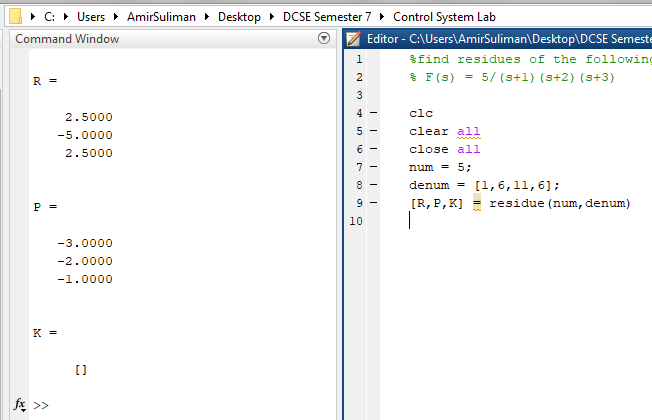 C: Users AmirSuliman Desktop DCSE Semester 7 Control System Lab
Command Window
R =
2.5000
-5.0000
2.5000
P =
-3.0000
-2.0000
-1.0000
K =
[]
fx >>
Editor - C:\Users\AmirSuliman\Desktop\DCSE Semeste
1 %find residues of the following
2 % F(s) = 5/(s+1)(s+2)(s+3)
3
4 - clc
5 - clear all
6 - close all
7 - num = 5;
8 - denum = [1,6,11,6];
9 - [R,P,K] = residue(num,denum)
10